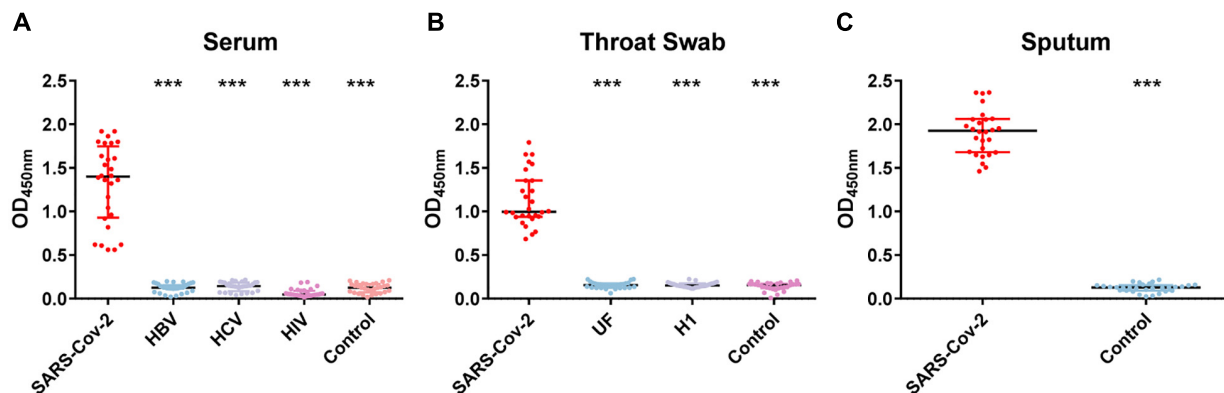 A
Serum
OD450nm
2.5
2.0
1.5
1.0
0.5
0.0
*** *** *** ***
SARS-Cov-2
HBV
HCV
HIV
Control
B
Throat Swab
OD450nm
2.5
2.0
1.5
1.0
0.5
0.0
*** *** ***
SARS-Cov-2
UF
H1
Control
C
Sputum
OD450nm
2.5
2.0
1.5
1.0
0.5
0.0
***
SARS-Cov-2
Control